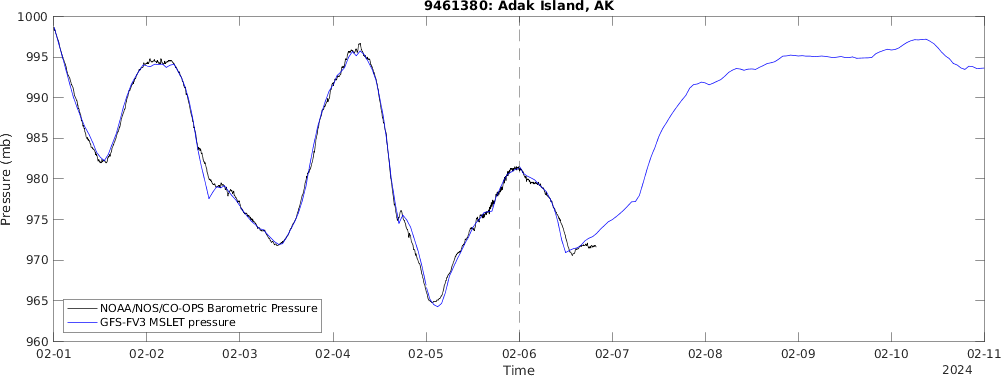 9461380: Adak Island, AK
1000
995
990
985
980
975
970
965
960
Pressure (mb)
NOAA/NOS/CO-OPS Barometric Pressure
GFS-FV3 MSLET pressure
02-01 02-02 02-03 02-04 02-05 02-06 02-07 02-08 02-09 02-10 02-11
Time
2024